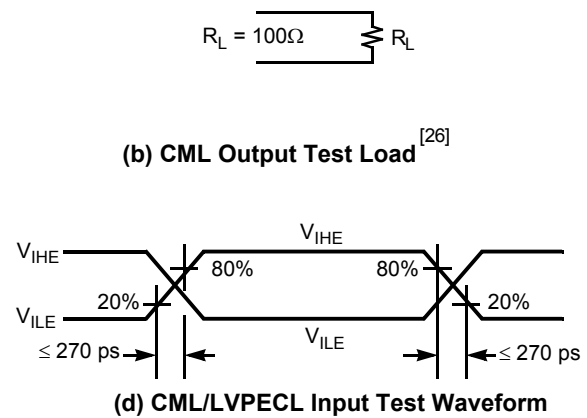 R_L = 100Ω R_L
(b) CML Output Test Load [26]
V_IHE V_IHE
80% 80%
20% 20%
V_ILE V_ILE
≤ 270 ps ≤ 270 ps
(d) CML/LVPECL Input Test Waveform